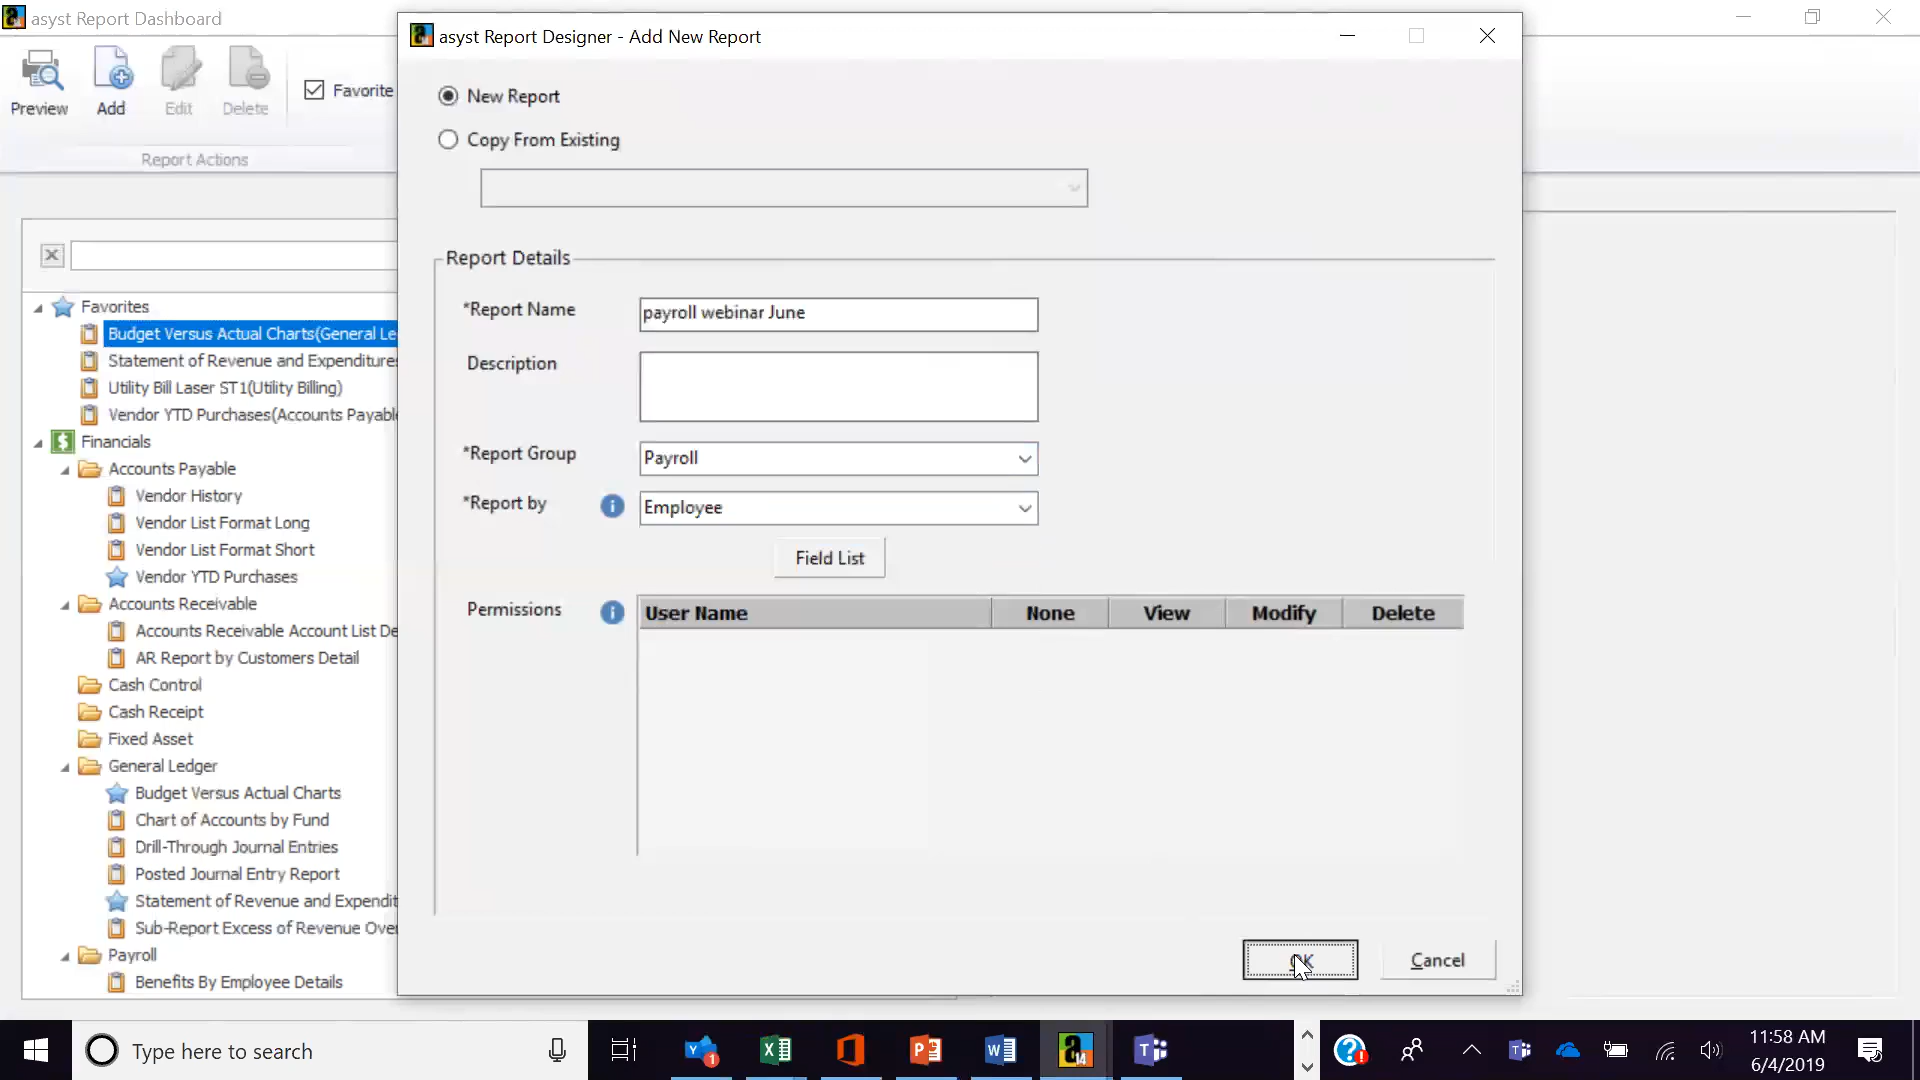 asyst Report Dashboard
asyst Report Designer - Add New Report
Preview
Add
Edit
Delete
Favorite
Report Actions
New Report
Copy From Existing
Report Details
*Report Name
payroll webinar June
Description
*Report Group
Payroll
*Report by
Employee
Field List
Permissions
User Name
None
View
Modify
Delete
OK
Cancel
Favorites
Budget Versus Actual Charts(General Le
Statement of Revenue and Expenditures
Utility Bill Laser ST1(Utility Billing)
Vendor YTD Purchases(Accounts Payabl
Financials
Accounts Payable
Vendor History
Vendor List Format Long
Vendor List Format Short
Vendor YTD Purchases
Accounts Receivable
Accounts Receivable Account List De
AR Report by Customers Detail
Cash Control
Cash Receipt
Fixed Asset
General Ledger
Budget Versus Actual Charts
Chart of Accounts by Fund
Drill-Through Journal Entries
Posted Journal Entry Report
Statement of Revenue and Expendit
Sub-Report Excess of Revenue Ove
Payroll
Benefits By Employee Details
Type here to search
11:58 AM
6/4/2019